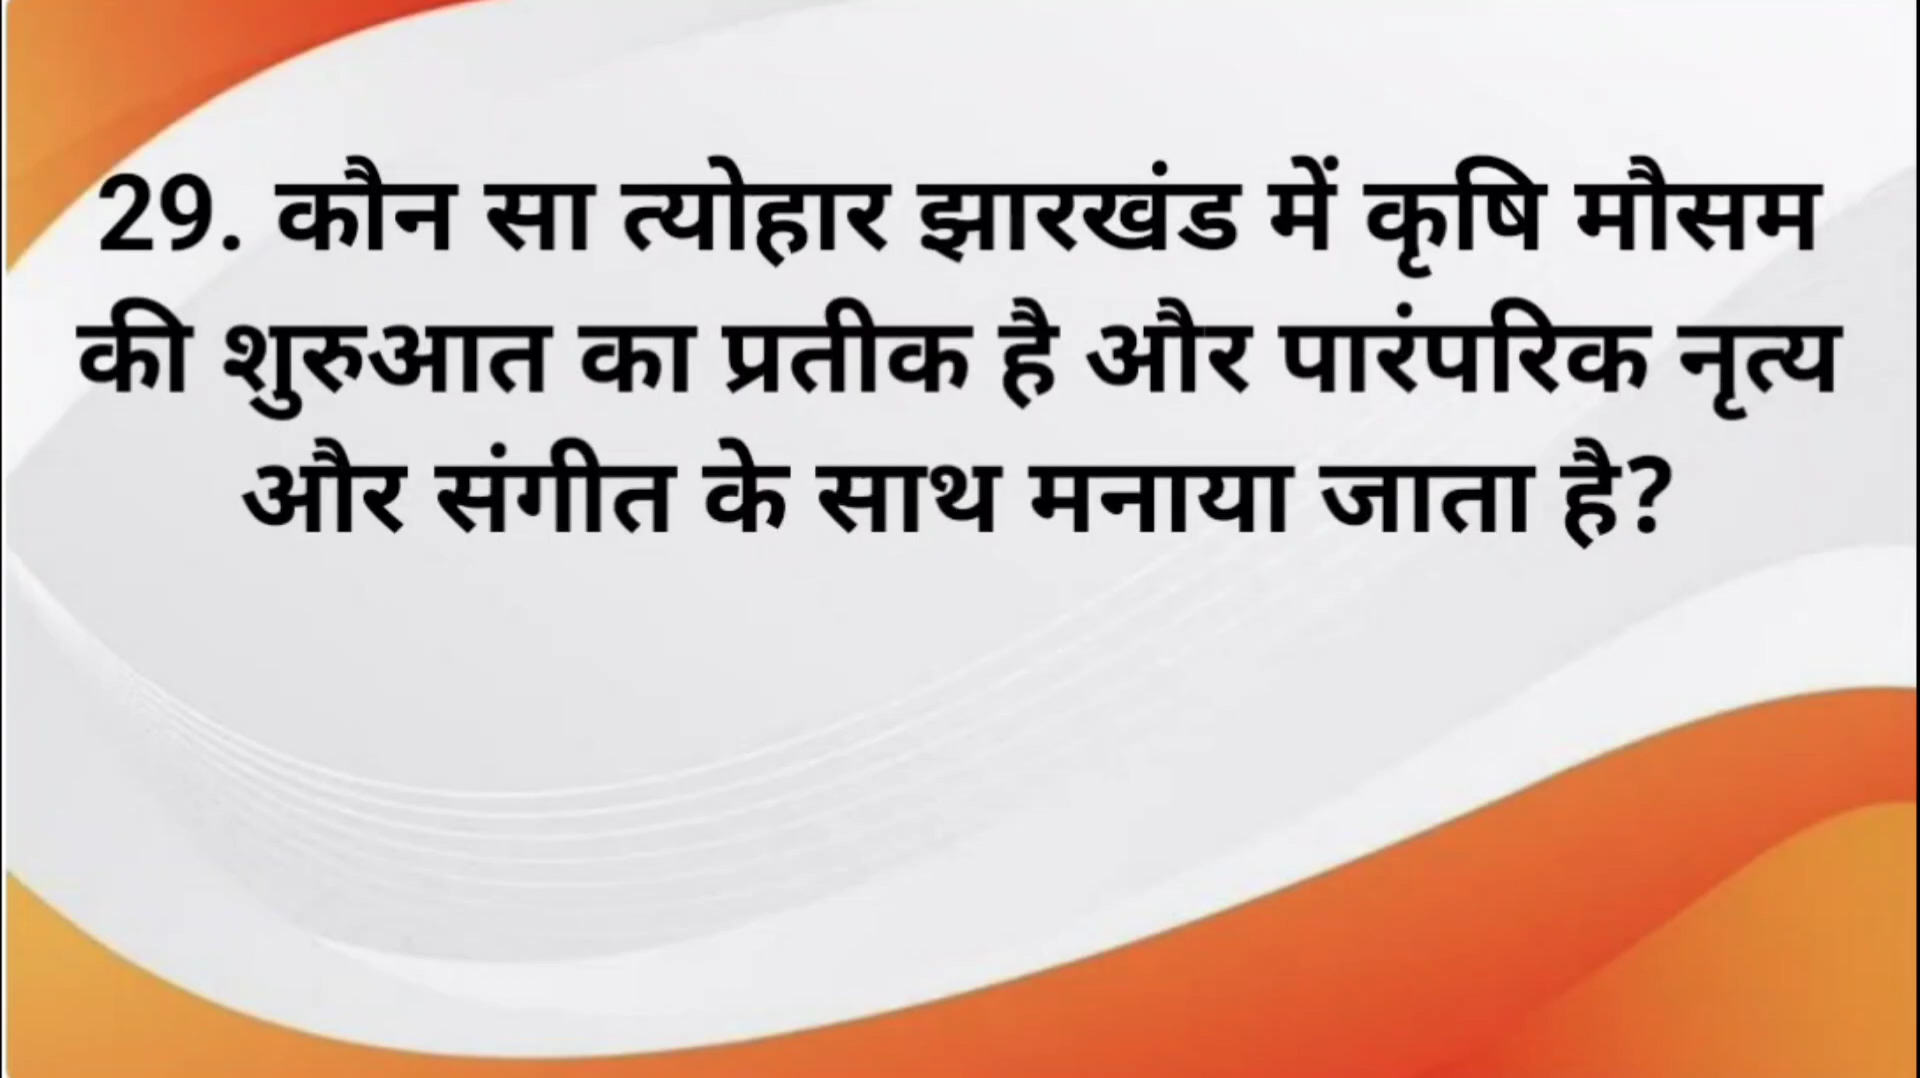 29. कौन सा त्योहार झारखंड में कृषि मौसम
की शुरुआत का प्रतीक है और पारंपरिक नृत्य
और संगीत के साथ मनाया जाता है?